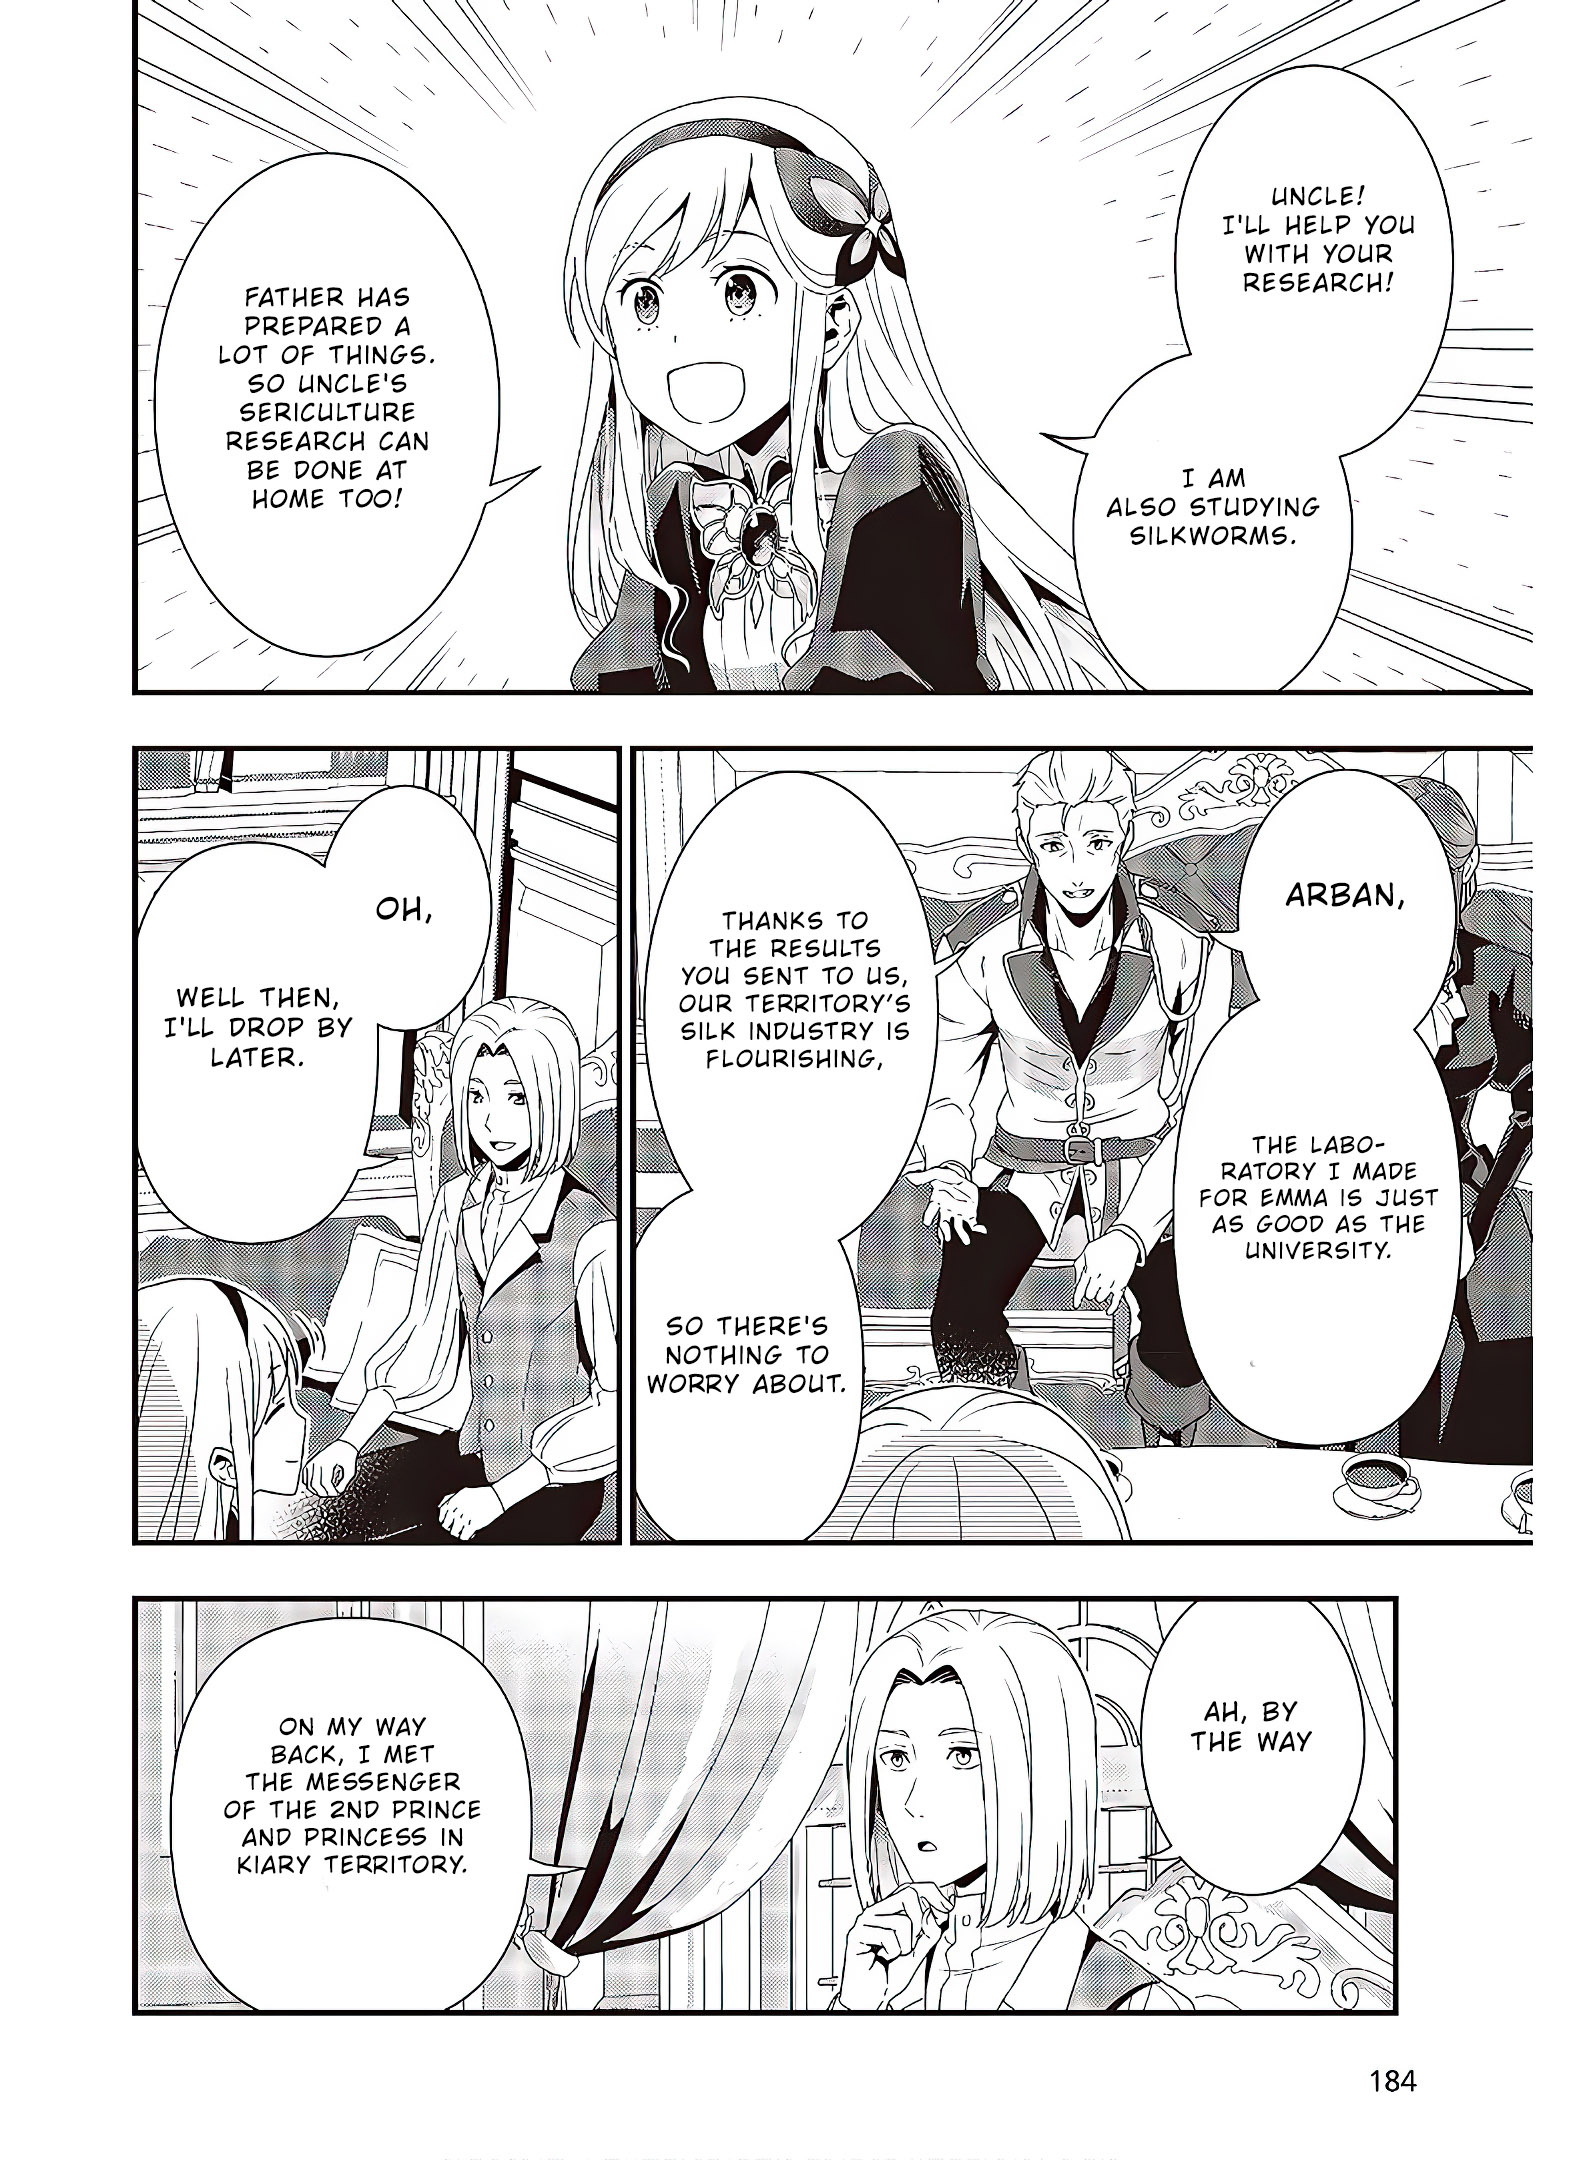 UNCLE!
I'LL HELP YOU
WITH YOUR
RESEARCH!
I AM
ALSO STUDYING
SILKWORMS.
FATHER HAS
PREPARED A
LOT OF THINGS.
SO UNCLE'S
SERICULTURE
RESEARCH CAN
BE DONE AT
HOME TOO!
ARBAN,
THE LABO-
RATORY I MADE
FOR EMMA IS JUST
AS GOOD AS THE
UNIVERSITY.
THANKS TO
THE RESULTS
YOU SENT TO US,
OUR TERRITORY'S
SILK INDUSTRY IS
FLOURISHING,
SO THERE'S
NOTHING TO
WORRY ABOUT.
OH,
WELL THEN,
I'LL DROP BY
LATER.
AH, BY
THE WAY
ON MY WAY
BACK, I MET
THE MESSENGER
OF THE 2ND PRINCE
AND PRINCESS IN
KIARY TERRITORY.
184